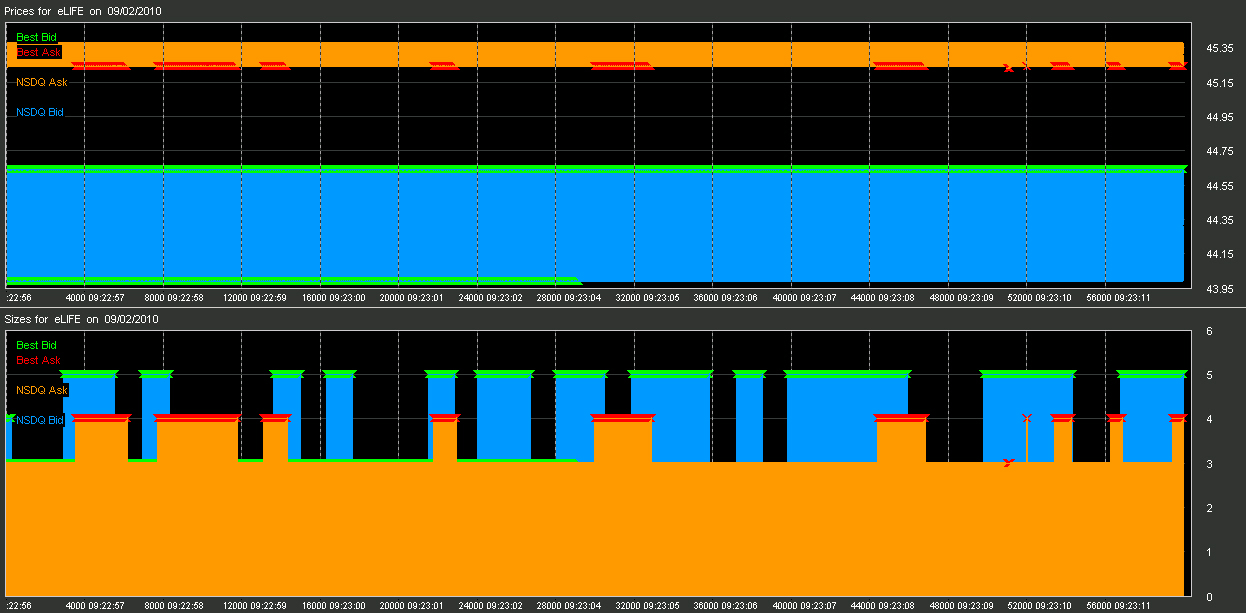 Prices for eLIFE on 09/02/2010
Best Bid
Best Ask
NSDQ Ask
NSDQ Bid
45.35
45.15
44.95
44.75
44.55
44.35
44.15
43.95
:22:56 4000 09:22:57 8000 09:22:58 12000 09:22:59 16000 09:23:00 20000 09:23:01 24000 09:23:02 28000 09:23:04 32000 09:23:05 36000 09:23:06 40000 09:23:07 44000 09:23:08 48000 09:23:09 52000 09:23:10 56000 09:23:11
Sizes for eLIFE on 09/02/2010
Best Bid
Best Ask
NSDQ Ask
NSDQ Bid
6
5
4
3
2
1
0
:22:56 4000 09:22:57 8000 09:22:58 12000 09:22:59 16000 09:23:00 20000 09:23:01 24000 09:23:02 28000 09:23:04 32000 09:23:05 36000 09:23:06 40000 09:23:07 44000 09:23:08 48000 09:23:09 52000 09:23:10 56000 09:23:11